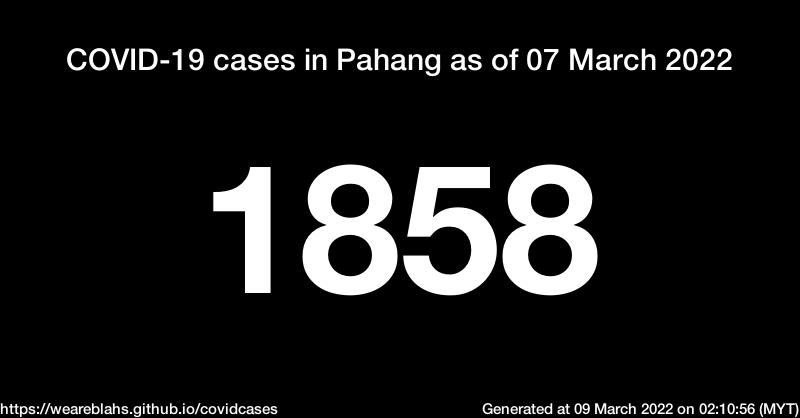 COVID-19 cases in Pahang as of 07 March 2022
1858
https://weareblahs.github.io/covidcases
Generated at 09 March 2022 on 02:10:56 (MYT)